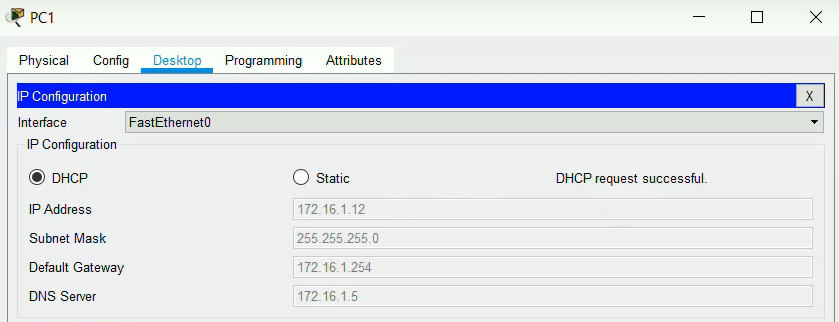 PC1
Physical Config Desktop Programming Attributes
IP Configuration X
Interface FastEthernet0
IP Configuration
DHCP Static DHCP request successful.
IP Address 172.16.1.12
Subnet Mask 255.255.255.0
Default Gateway 172.16.1.254
DNS Server 172.16.1.5